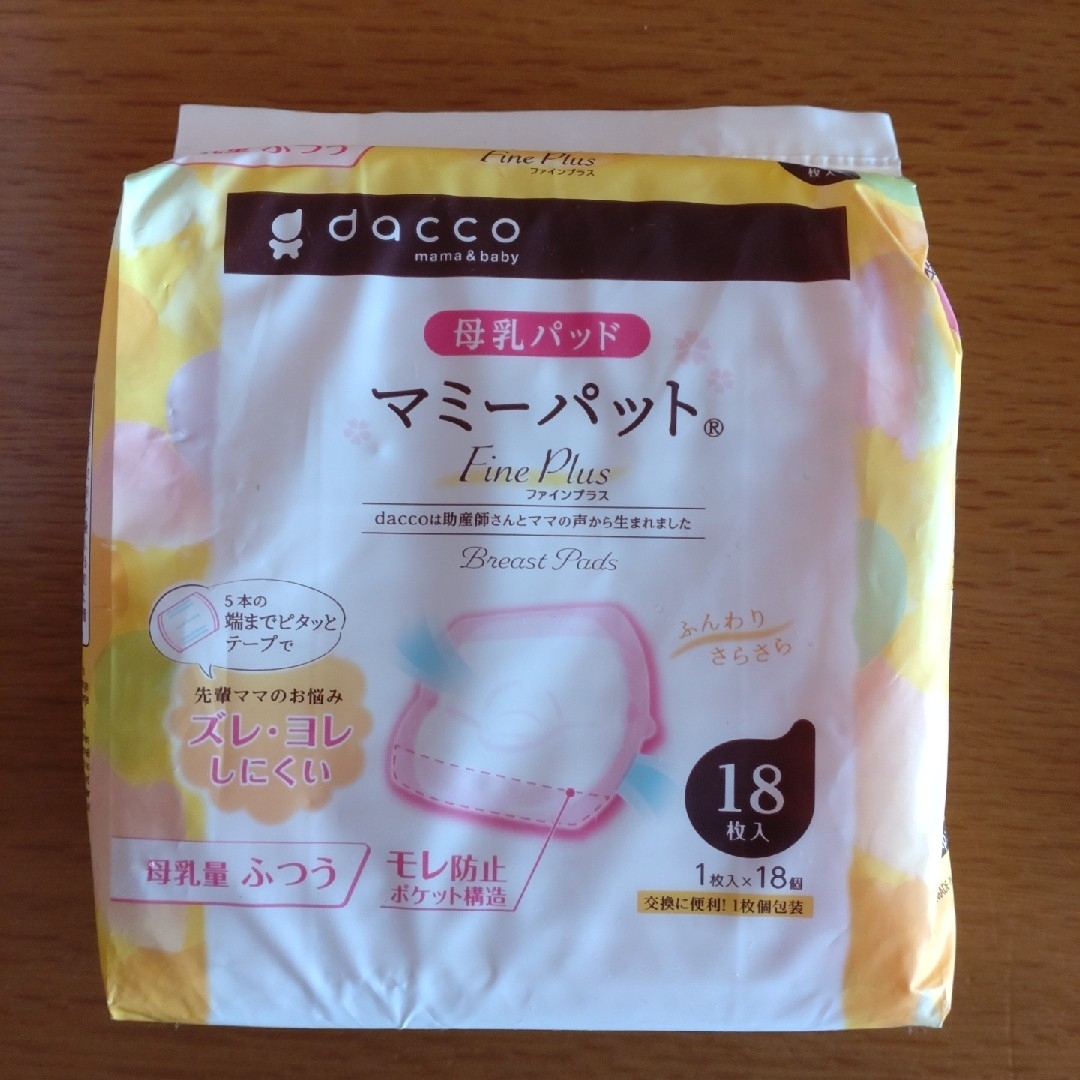 ふつう
Fine Plus
ファインプラス
枚入
dacco
mama & baby
母乳パッド
マミーパット®
Fine Plus
ファインプラス
daccoは助産師さんとママの声から生まれました
Breast Pads
5本の
端までピタッと
テープで
先輩ママのお悩み
ズレ・ヨレ
しにくい
ふんわり
さらさら
18
枚入
1枚入×18個
交換に便利!1枚個包装
母乳量 ふつう
モレ防止
ポケット構造